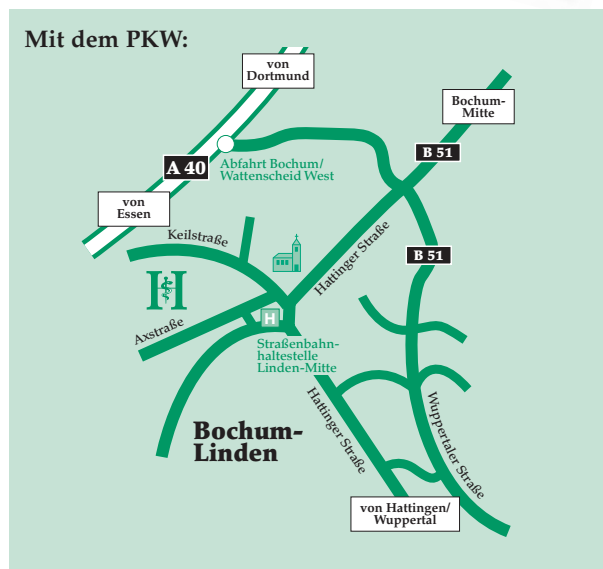 Mit dem PKW:
von
Dortmund
Bochum-
Mitte
B 51
A 40
Abfahrt Bochum/
Wattenscheid West
von
Essen
Keilstraße
Hattinger Straße
B 51
H
Axstraße
H
Straßenbahn-
haltestelle
Linden-Mitte
Bochum-
Linden
Hattinger Straße
Wuppertaler Straße
von Hattingen/
Wuppertal